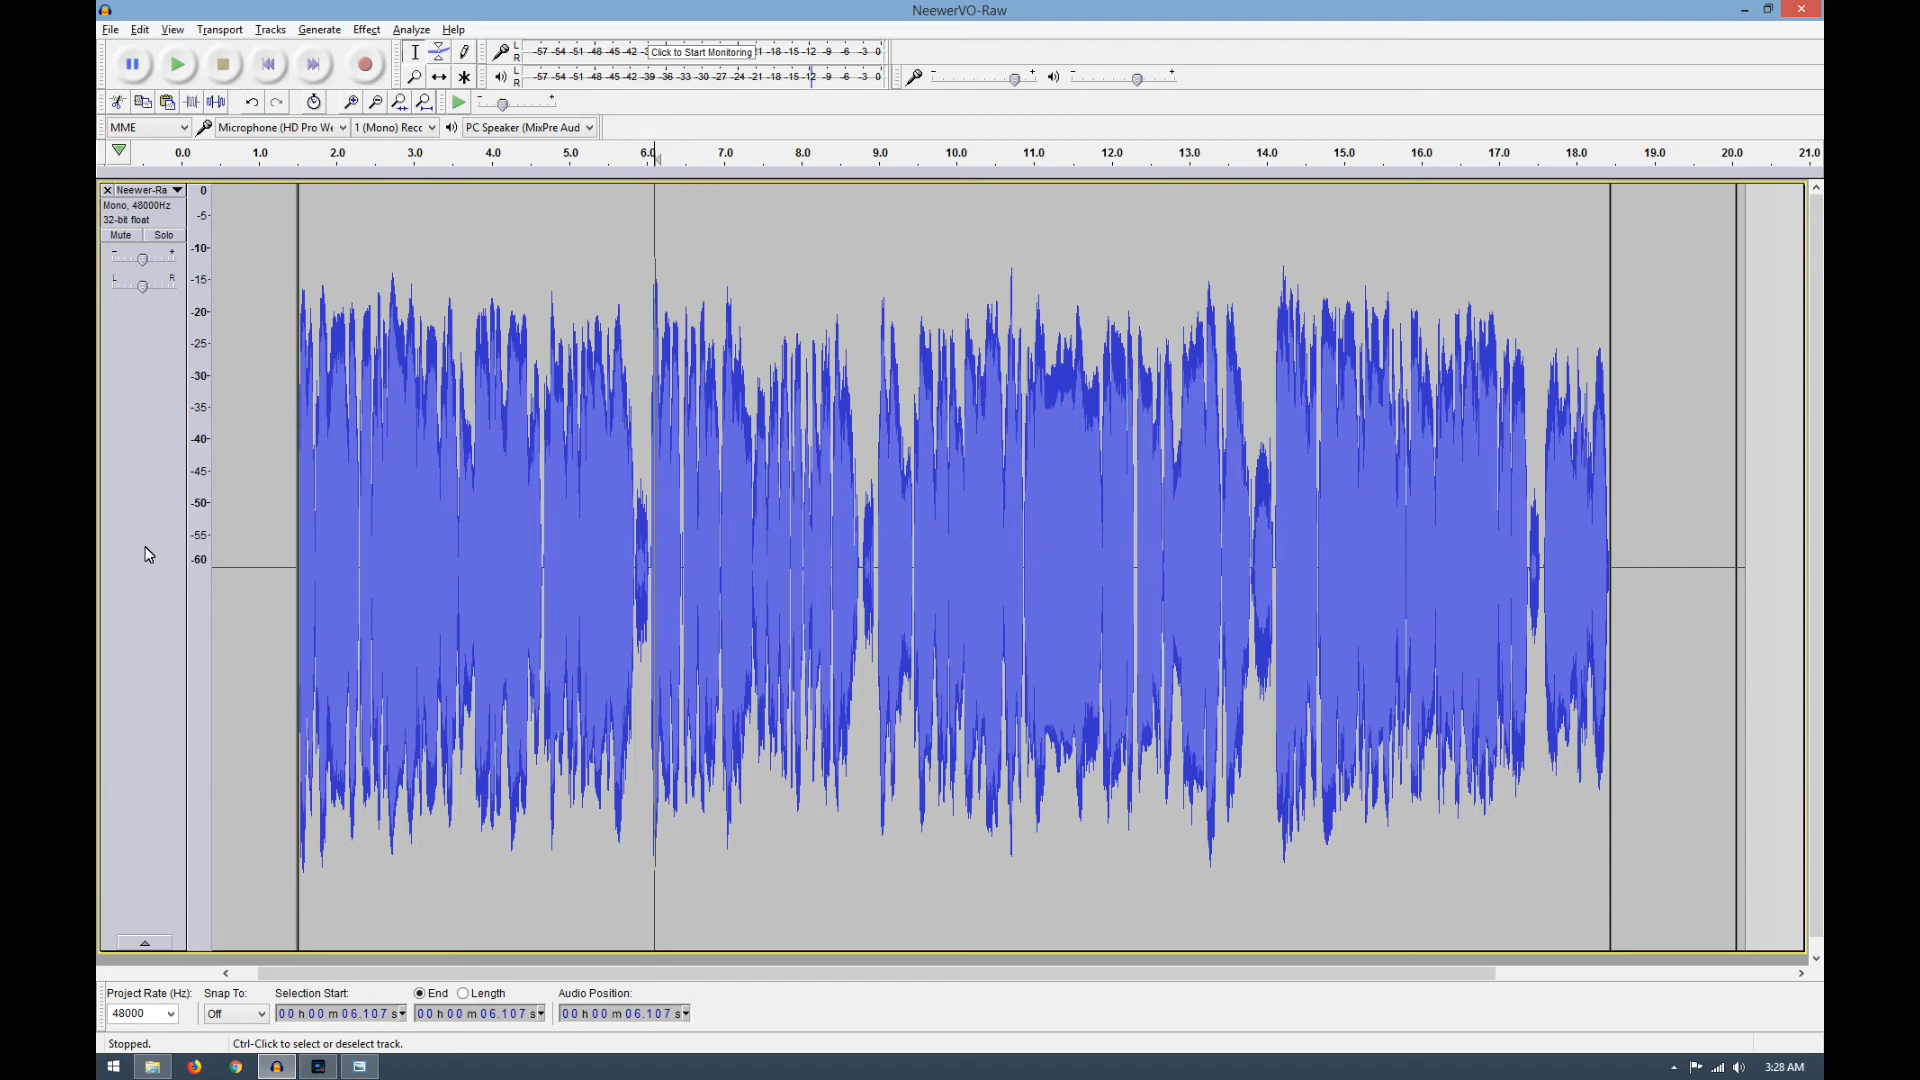 NeewerVO-Raw
File Edit View Transport Tracks Generate Effect Analyze Help
L
R
-57 -54 -51 -48 -45 -42 -3 Click to Start Monitoring 21 -18 -15 -12 -9 -6 -3 0
L
R
-57 -54 -51 -48 -45 -42 -39 -36 -33 -30 -27 -24 -21 -18 -15 -12 -9 -6 -3 0
- + - +
- +
MME Microphone (HD Pro We 1 (Mono) Recc PC Speaker (MixPre Aud
0.0 1.0 2.0 3.0 4.0 5.0 6.0 7.0 8.0 9.0 10.0 11.0 12.0 13.0 14.0 15.0 16.0 17.0 18.0 19.0 20.0 21.0
Neewer-Ra
Mono, 48000Hz
32-bit float
Mute Solo
- +
L R
0
-5-
-10-
-15-
-20-
-25-
-30-
-35-
-40-
-45-
-50-
-55-
-60-
Project Rate (Hz): Snap To: Selection Start: End Length Audio Position:
48000 Off 00 h 00 m 06.107 s 00 h 00 m 06.107 s 00 h 00 m 06.107 s
Stopped. Ctrl-Click to select or deselect track.
3:28 AM